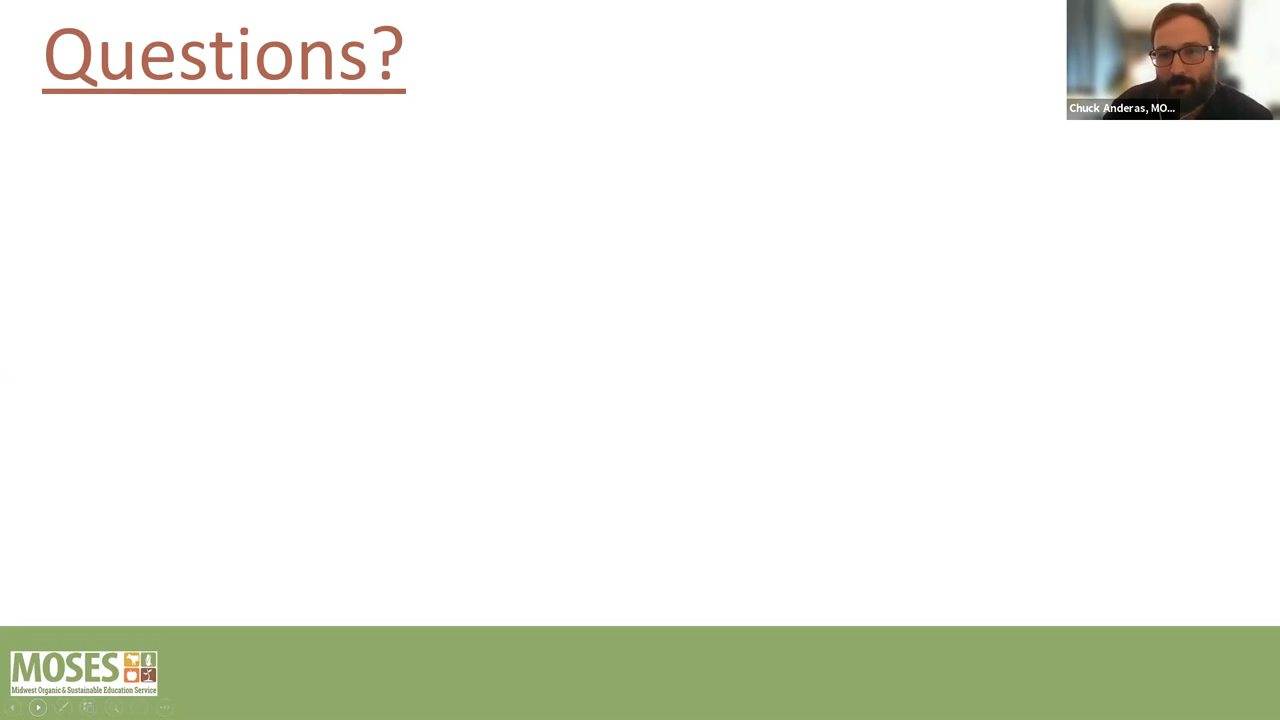 Questions?
Chuck Anderas, MO...
MOSES
Midwest Organic & Sustainable Education Service